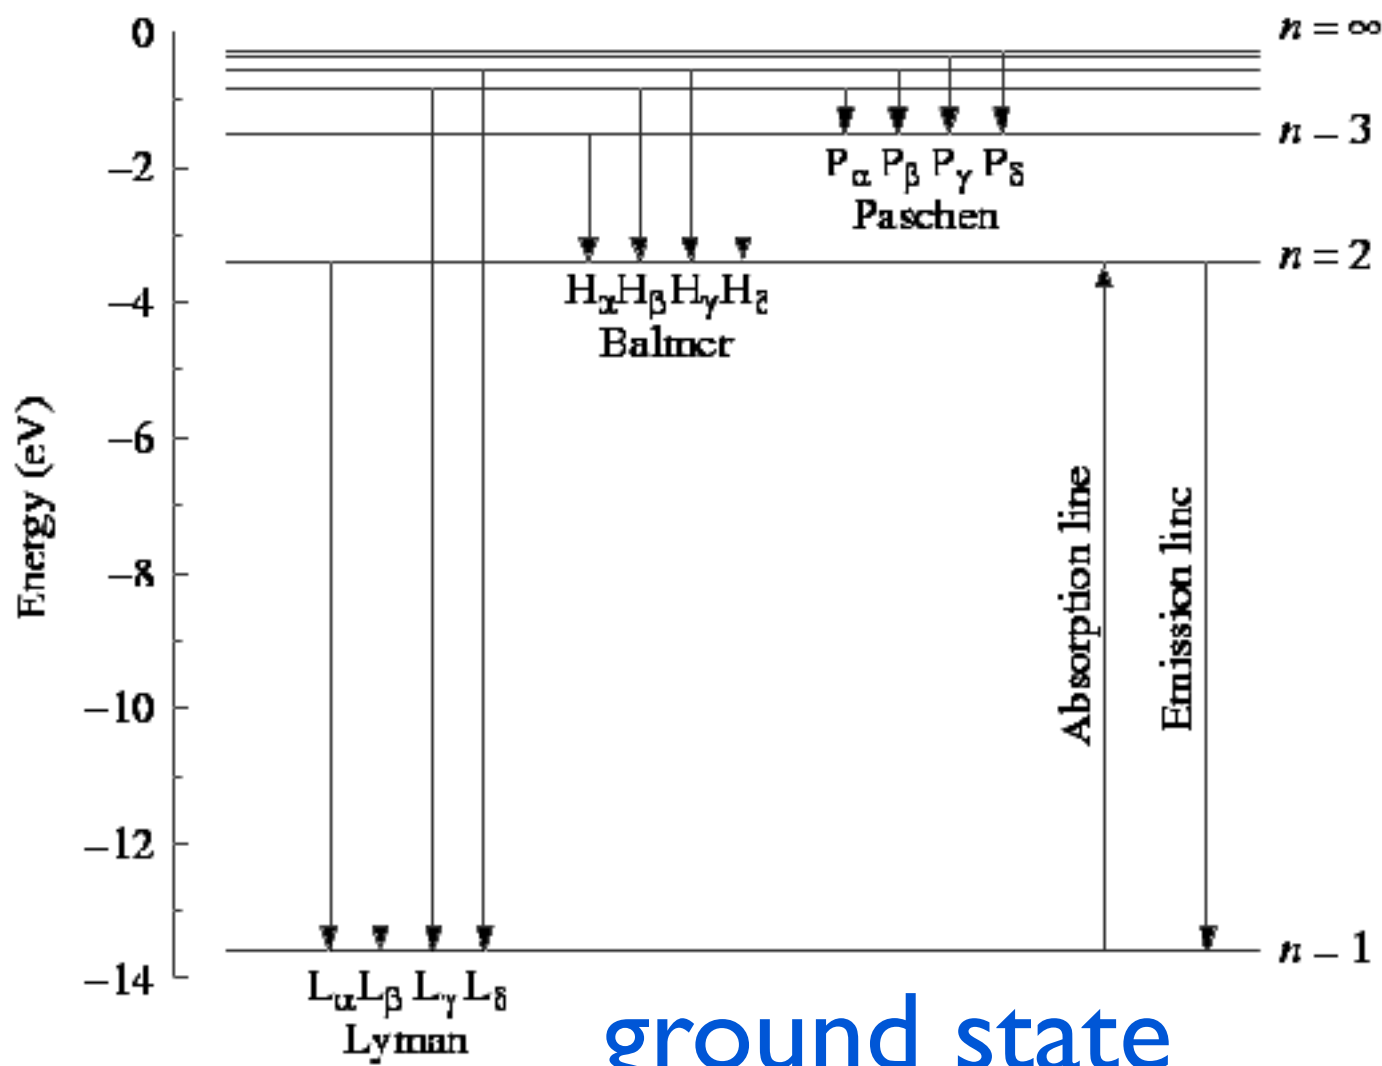 0
n = ∞
n – 3
–2
Pα Pβ Pγ Pδ
Paschen
n = 2
–4
Hα Hβ Hγ Hδ
Balmer
Energy (eV)
–6
–8
Absorption line
Emission line
–10
–12
n – 1
–14
Lα Lβ Lγ Lδ
Lyman
ground state